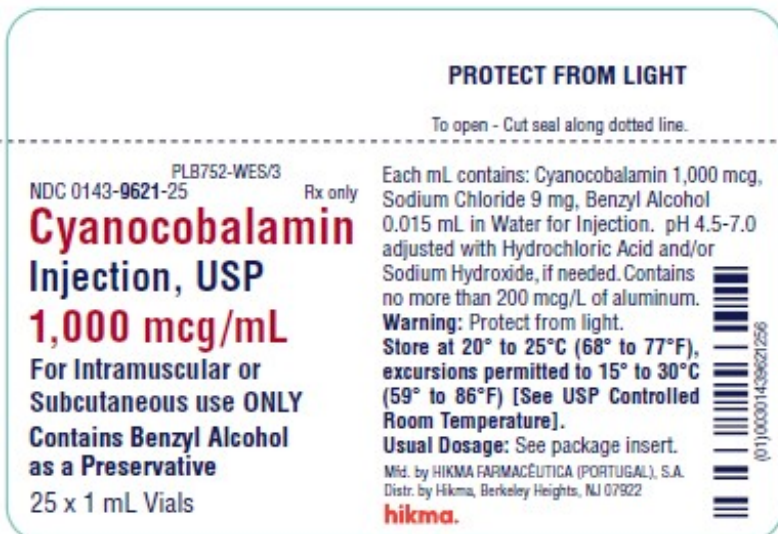 PROTECT FROM LIGHT
To open - Cut seal along dotted line.
PLB752-WES/3
NDC 0143-9621-25 Rx only
Cyanocobalamin
Injection, USP
1,000 mcg/mL
For Intramuscular or
Subcutaneous use ONLY
Contains Benzyl Alcohol
as a Preservative
25 x 1 mL Vials
Each mL contains: Cyanocobalamin 1,000 mcg,
Sodium Chloride 9 mg, Benzyl Alcohol
0.015 mL in Water for Injection. pH 4.5-7.0
adjusted with Hydrochloric Acid and/or
Sodium Hydroxide, if needed. Contains
no more than 200 mcg/L of aluminum.
Warning: Protect from light.
Store at 20° to 25°C (68° to 77°F),
excursions permitted to 15° to 30°C
(59° to 86°F) [See USP Controlled
Room Temperature].
Usual Dosage: See package insert.
Mfd. by HIKMA FARMACÊUTICA (PORTUGAL), S.A.
Distr. by Hikma, Berkeley Heights, NJ 07922
hikma.
(01)00301439621256